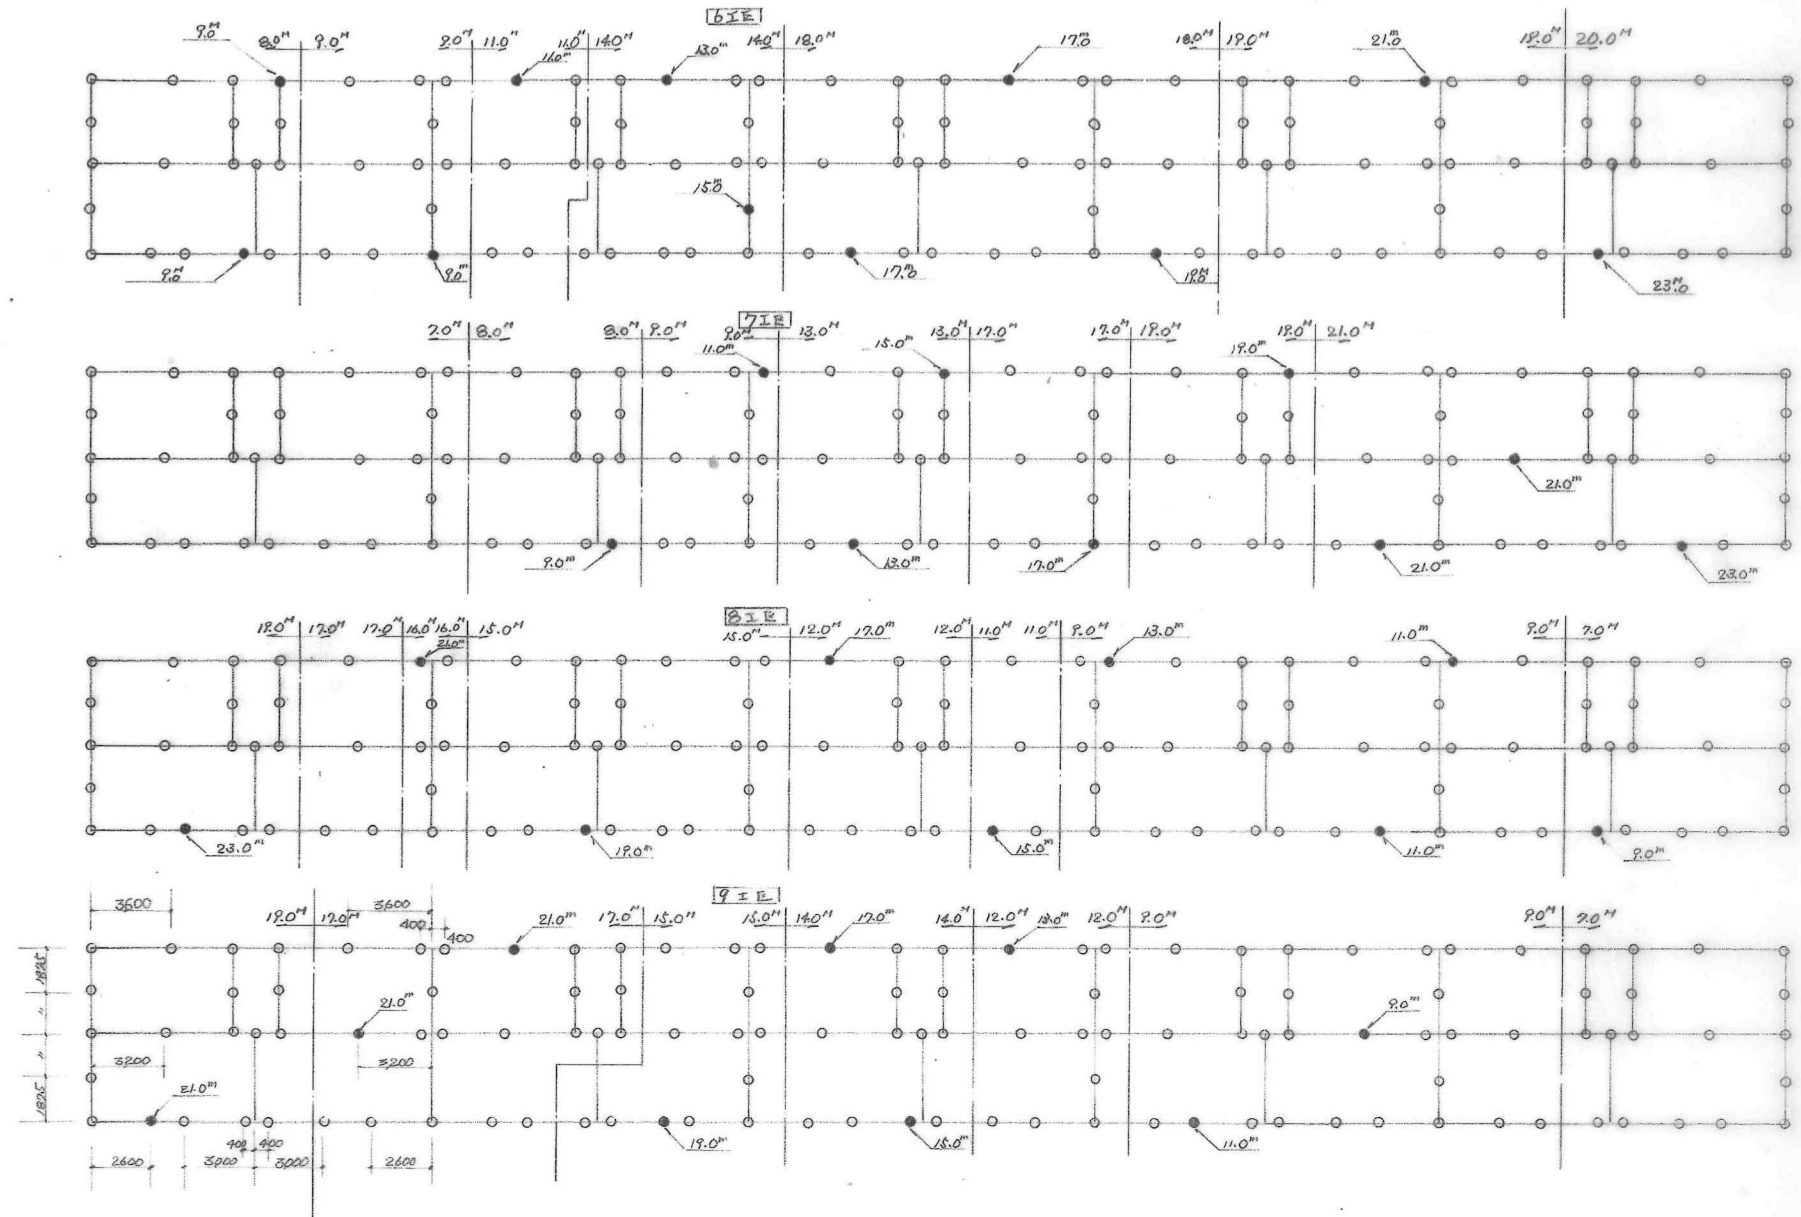 6工区
9.0M
8.0M 9.0M
9.0M 11.0M
11.0m
11.0M 14.0M
13.0m
14.0M 18.0M
17.0m
18.0M 19.0M
21.0m
19.0M 20.0M
15.0m
9.0M
9.0m
17.0m
19.0M
23.0M
7工区
7.0M 8.0M
8.0M 9.0M
9.0M 13.0M
11.0m
15.0m
13.0M 17.0M
17.0M 19.0M
19.0m
19.0M 21.0M
21.0m
9.0m
13.0m
17.0m
21.0m
23.0m
8工区
19.0M 17.0M
17.0M 16.0M
16.0M 15.0M
21.0m
15.0M 12.0M
17.0m
12.0M 11.0M
11.0M 9.0M
13.0m
11.0m
9.0M 7.0M
23.0m
19.0m
15.0m
11.0m
9.0m
9工区
3600
19.0M 17.0M
3600
400
400
21.0m
17.0M 15.0M
15.0M 14.0M
17.0m
14.0M 12.0M
13.0m
12.0M 9.0M
9.0M 7.0M
1825
〃
〃
1825
21.0m
9.0m
3200
3200
21.0m
19.0m
15.0m
11.0m
400 400
2600
3000
3000
2600